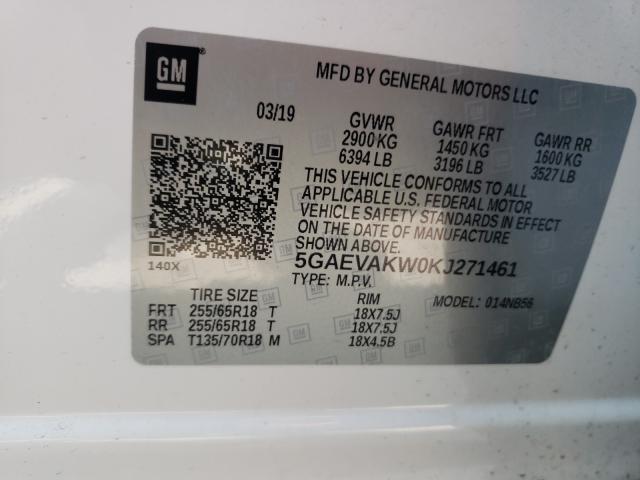 GM
MFD BY GENERAL MOTORS LLC
03/19
GVWR GAWR FRT GAWR RR
2900 KG 1450 KG 1600 KG
6394 LB 3196 LB 3527 LB
THIS VEHICLE CONFORMS TO ALL
APPLICABLE U.S. FEDERAL MOTOR
VEHICLE SAFETY STANDARDS IN EFFECT
ON THE DATE OF MANUFACTURE
SHOWN ABOVE.
140X
5GAEVAKW0KJ271461
TYPE: M.P.V.
TIRE SIZE RIM MODEL: 014NB56
FRT 255/65R18 T 18X7.5J
RR 255/65R18 T 18X7.5J
SPA T135/70R18 M 18X4.5B